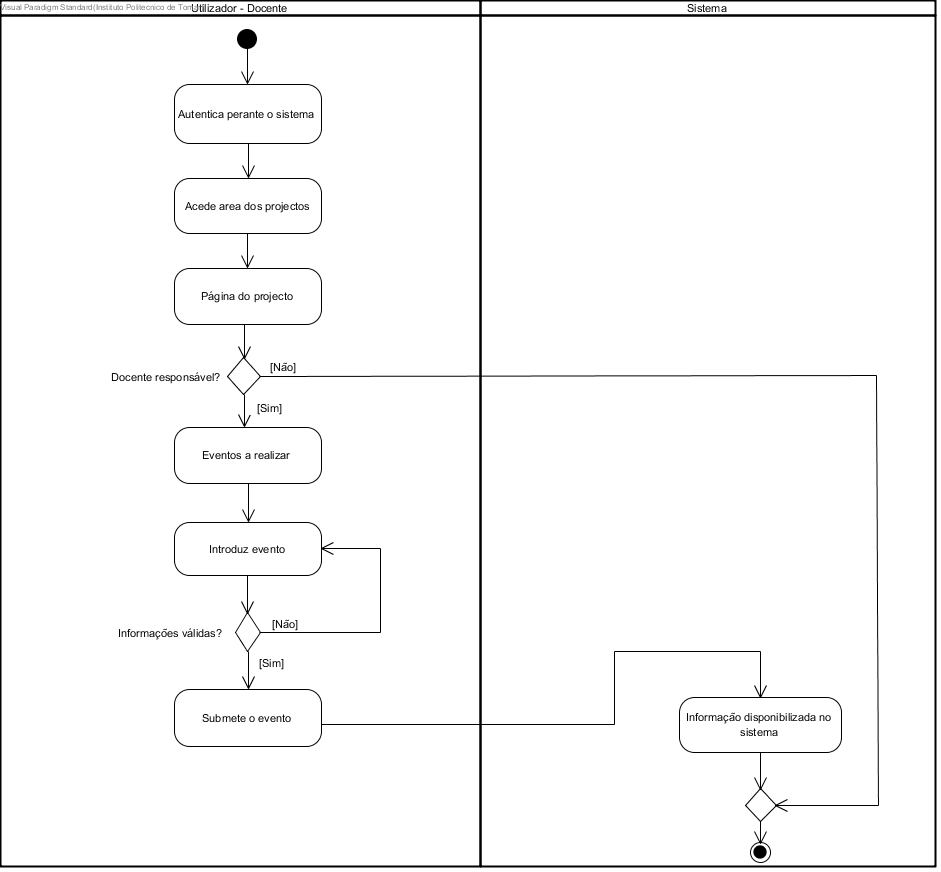 Visual Paradigm Standard(Instituto Politecnico de Tom
Utilizador - Docente
Sistema
Autentica perante o sistema
Acede area dos projectos
Página do projecto
Docente responsável?
[Não]
[Sim]
Eventos a realizar
Introduz evento
Informações válidas?
[Não]
[Sim]
Submete o evento
Informação disponibilizada no
sistema